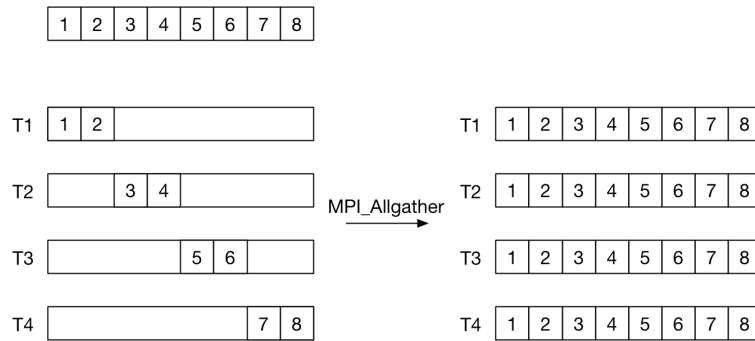 1 2 3 4 5 6 7 8
T1 1 2 T1 1 2 3 4 5 6 7 8
T2 3 4 T2 1 2 3 4 5 6 7 8
MPI_Allgather
T3 5 6 T3 1 2 3 4 5 6 7 8
T4 7 8 T4 1 2 3 4 5 6 7 8